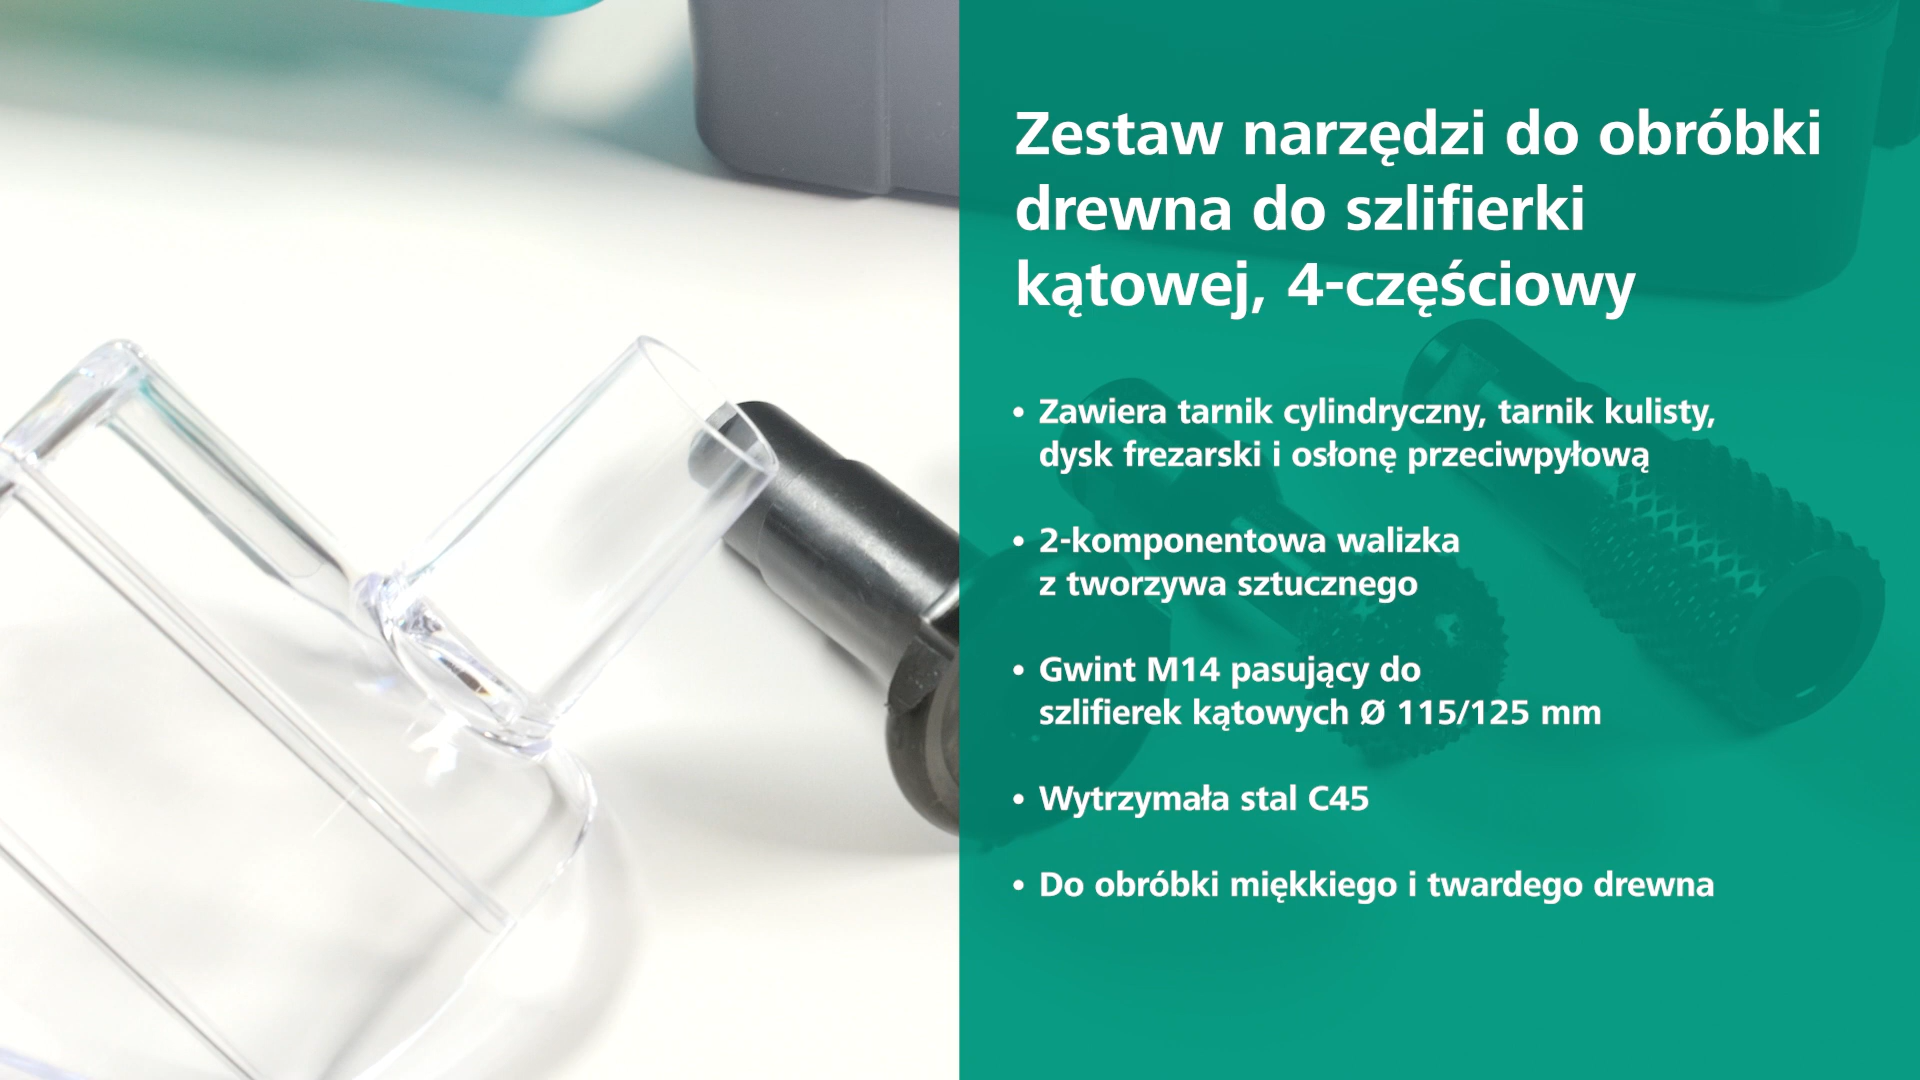 Zestaw narzędzi do obróbki
drewna do szlifierki
kątowej, 4-częściowy
• Zawiera tarnik cylindryczny, tarnik kulisty,
dysk frezarski i osłonę przeciwpyłową
• 2-komponentowa walizka
z tworzywa sztucznego
• Gwint M14 pasujący do
szlifierek kątowych Ø 115/125 mm
• Wytrzymała stal C45
• Do obróbki miękkiego i twardego drewna